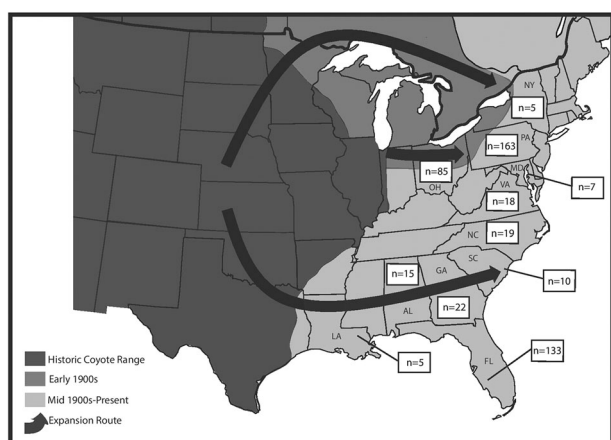 NY
n=5
PA
n=163
MD
n=7
n=85
OH
VA
n=18
NC
n=19
SC
n=10
n=15
GA
n=22
AL
LA
n=5
FL
n=133
Historic Coyote Range
Early 1900s
Mid 1900s-Present
Expansion Route